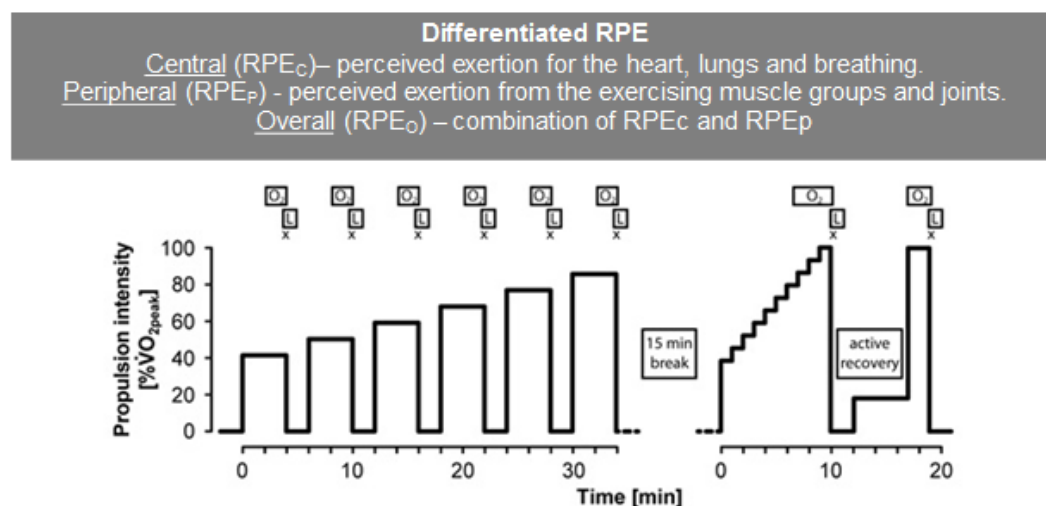 Differentiated RPE
Central (RPEC)– perceived exertion for the heart, lungs and breathing.
Peripheral (RPEP) - perceived exertion from the exercising muscle groups and joints.
Overall (RPEO) – combination of RPEc and RPEp
O2 O2 O2 O2 O2 O2 O2 O2
L L L L L L L L
x x x x x x x x
Propulsion intensity
[%V̇O2peak]
100
80
60
40
20
0
15 min
break
active
recovery
0 10 20 30 0 10 20
Time [min]